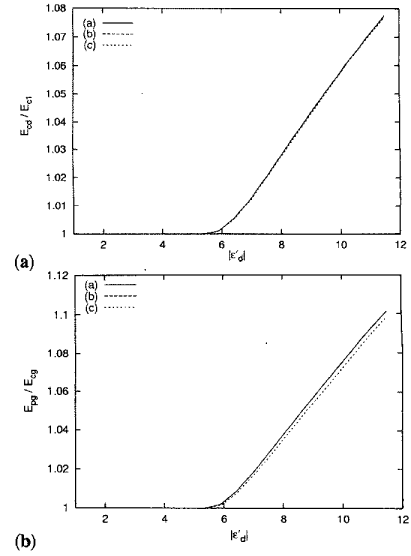 1.08
(a)
(b)
(c)
1.07
1.06
1.05
E_cd / E_c1
1.04
1.03
1.02
1.01
1
2 4 6 8 10 12
|ε'_d|
(a)
1.12
(a)
(b)
(c)
1.1
1.08
E_pg / E_cg
1.06
1.04
1.02
1
2 4 6 8 10 12
|ε'_d|
(b)